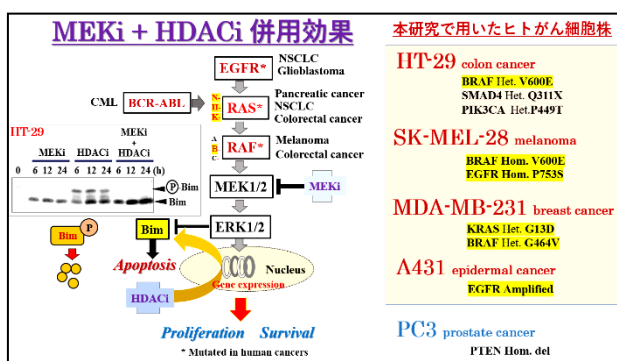 MEKi + HDACi 併用効果
EGFR*
NSCLC
Glioblastoma
CML
BCR-ABL
N-
H-
K-
RAS*
Pancreatic cancer
NSCLC
Colorectal cancer
A
B
C-
RAF*
Melanoma
Colorectal cancer
HT-29
MEKi
HDACi
MEKi
+
HDACi
0 6 12 24 6 12 24 6 12 24 (h)
P Bim
Bim
MEK1/2
MEKi
ERK1/2
Bim
P
Bim
Apoptosis
Nucleus
Gene expression
HDACi
Proliferation Survival
* Mutated in human cancers
本研究で用いたヒトがん細胞株
HT-29 colon cancer
BRAF Het. V600E
SMAD4 Het. Q311X
PIK3CA Het.P449T
SK-MEL-28 melanoma
BRAF Hom. V600E
EGFR Hom. P753S
MDA-MB-231 breast cancer
KRAS Het. G13D
BRAF Het. G464V
A431 epidermal cancer
EGFR Amplified
PC3 prostate cancer
PTEN Hom. del